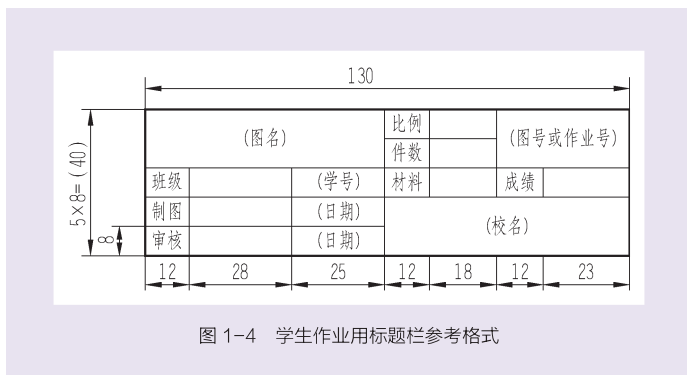 130
(图名)
比例
(图号或作业号)
件数
班级
(学号)
材料
成绩
制图
(日期)
(校名)
审核
(日期)
5×8=(40)
8
12
28
25
12
18
12
23
图 1-4 学生作业用标题栏参考格式